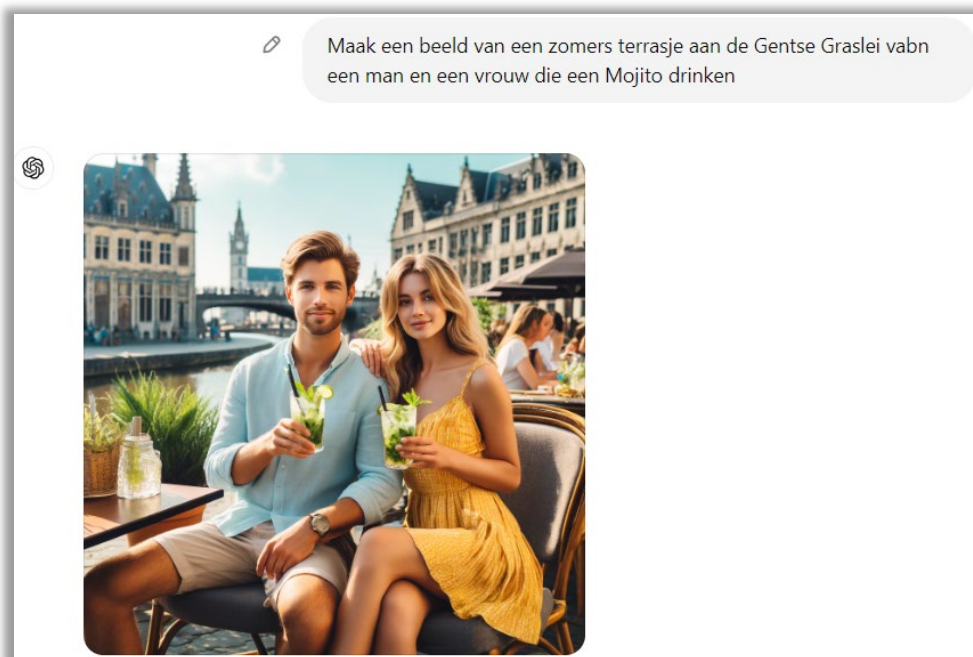 Maak een beeld van een zomers terrasje aan de Gentse Graslei vabn
een man en een vrouw die een Mojito drinken